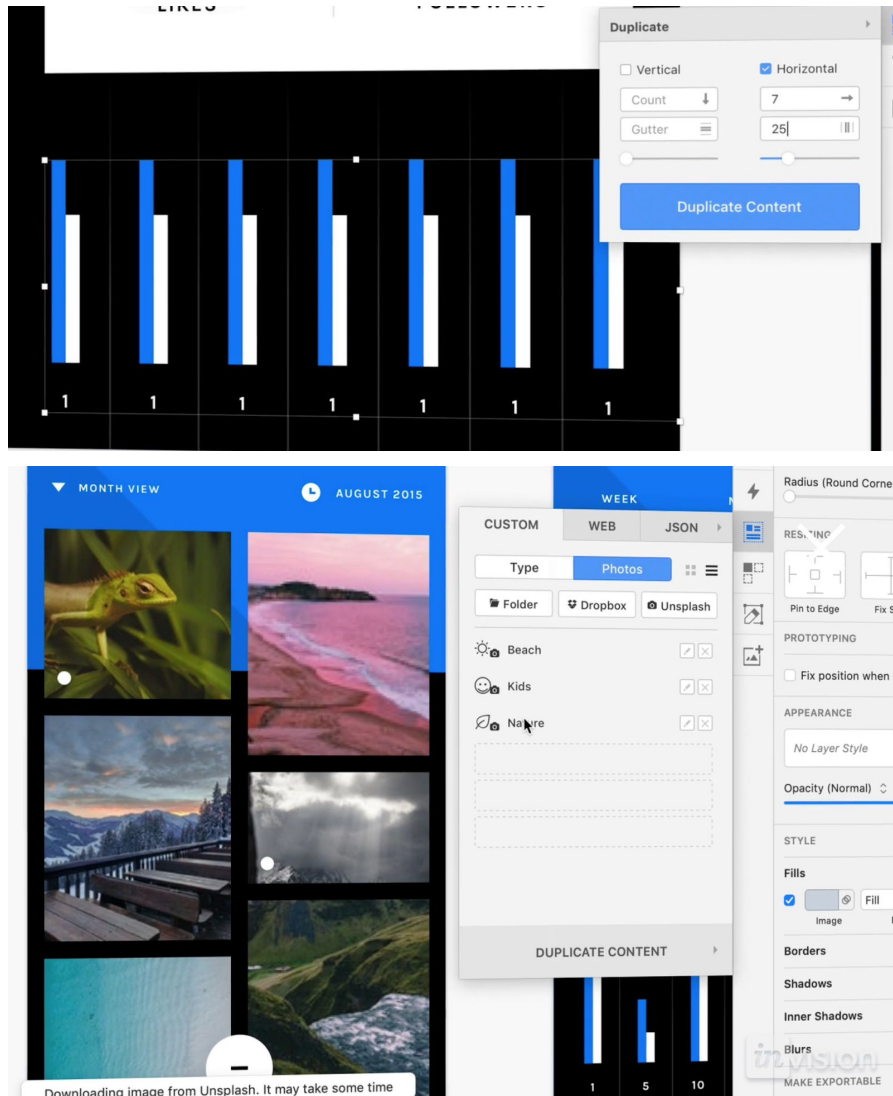 LIKES
FOLLOWERS
Duplicate
Vertical
Horizontal
Count
7
Gutter
25
Duplicate Content
1
1
1
1
1
1
1
MONTH VIEW
AUGUST 2015
WEEK
CUSTOM
WEB
JSON
Type
Photos
Folder
Dropbox
Unsplash
Beach
Kids
Nature
DUPLICATE CONTENT
1
5
10
Radius (Round Corne
RESIZING
Pin to Edge
Fix S
PROTOTYPING
Fix position when
APPEARANCE
No Layer Style
Opacity (Normal)
STYLE
Fills
Fill
Image
Borders
Shadows
Inner Shadows
Blurs
MAKE EXPORTABLE
Downloading image from Unsplash. It may take some time
invision